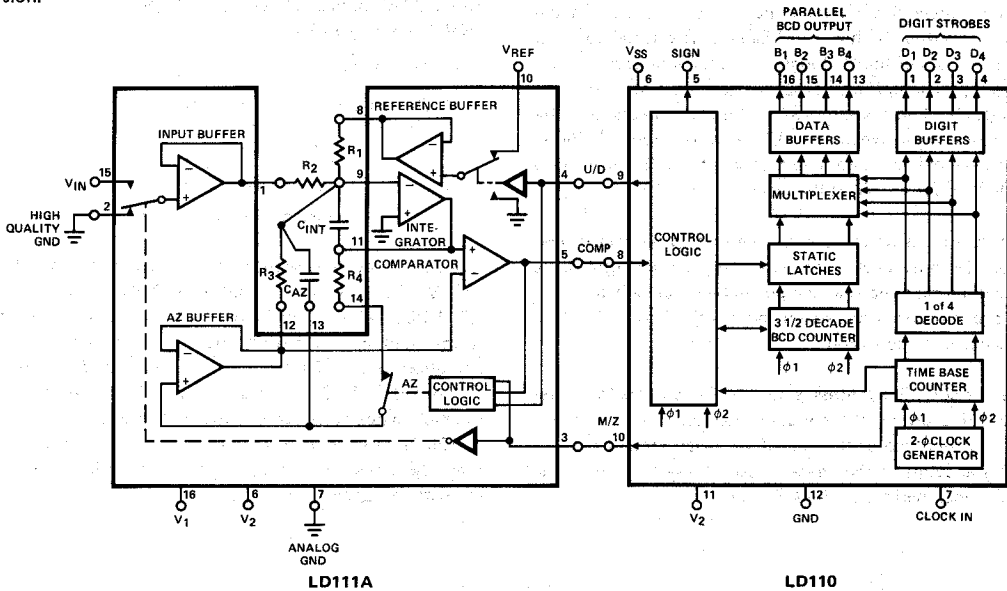 PARALLEL
BCD OUTPUT
DIGIT STROBES
VREF
10
VSS
6
SIGN
5
B1 B2 B3 B4
16 15 14 13
D1 D2 D3 D4
1 2 3 4
INPUT BUFFER
8 REFERENCE BUFFER
R1
DATA
BUFFERS
DIGIT
BUFFERS
VIN
15
2
HIGH
QUALITY
GND
1
R2
9
4 U/D 9
MULTIPLEXER
CINT
INTE-
GRATOR
11
COMPARATOR
5 COMP 8
CONTROL
LOGIC
STATIC
LATCHES
R3
CAZ
R4
14
12 13
AZ BUFFER
3 1/2 DECADE
BCD COUNTER
1 of 4
DECODE
ϕ1 ϕ2
AZ
CONTROL
LOGIC
TIME BASE
COUNTER
ϕ1 ϕ2
ϕ1 ϕ2
3 M/Z 10
2-ϕCLOCK
GENERATOR
16
V1
6
V2
7
ANALOG
GND
11
V2
12
GND
7
CLOCK IN
LD111A
LD110